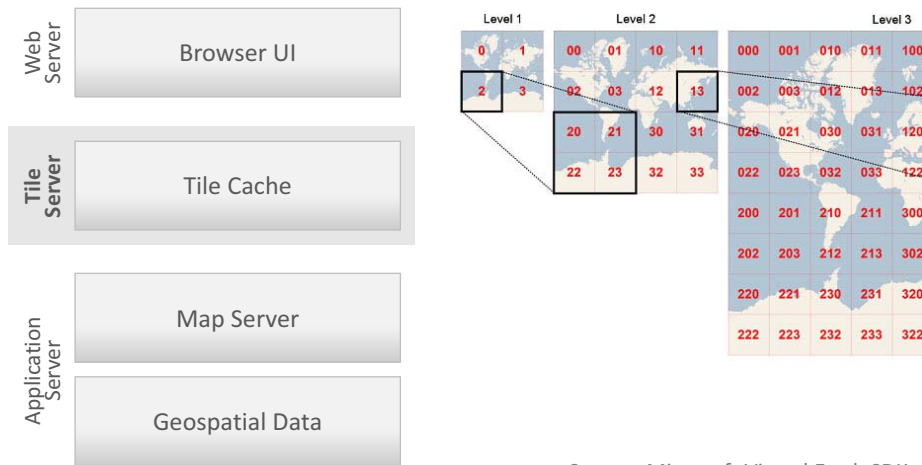 Web
Server
Browser UI
Tile
Server
Tile Cache
Application
Server
Map Server
Geospatial Data
Level 1
0 1
2 3
Level 2
00 01 10 11
02 03 12 13
20 21 30 31
22 23 32 33
Level 3
000 001 010 011 100
002 003 012 013 102
020 021 030 031 120
022 023 032 033 122
200 201 210 211 300
202 203 212 213 302
220 221 230 231 320
222 223 232 233 322